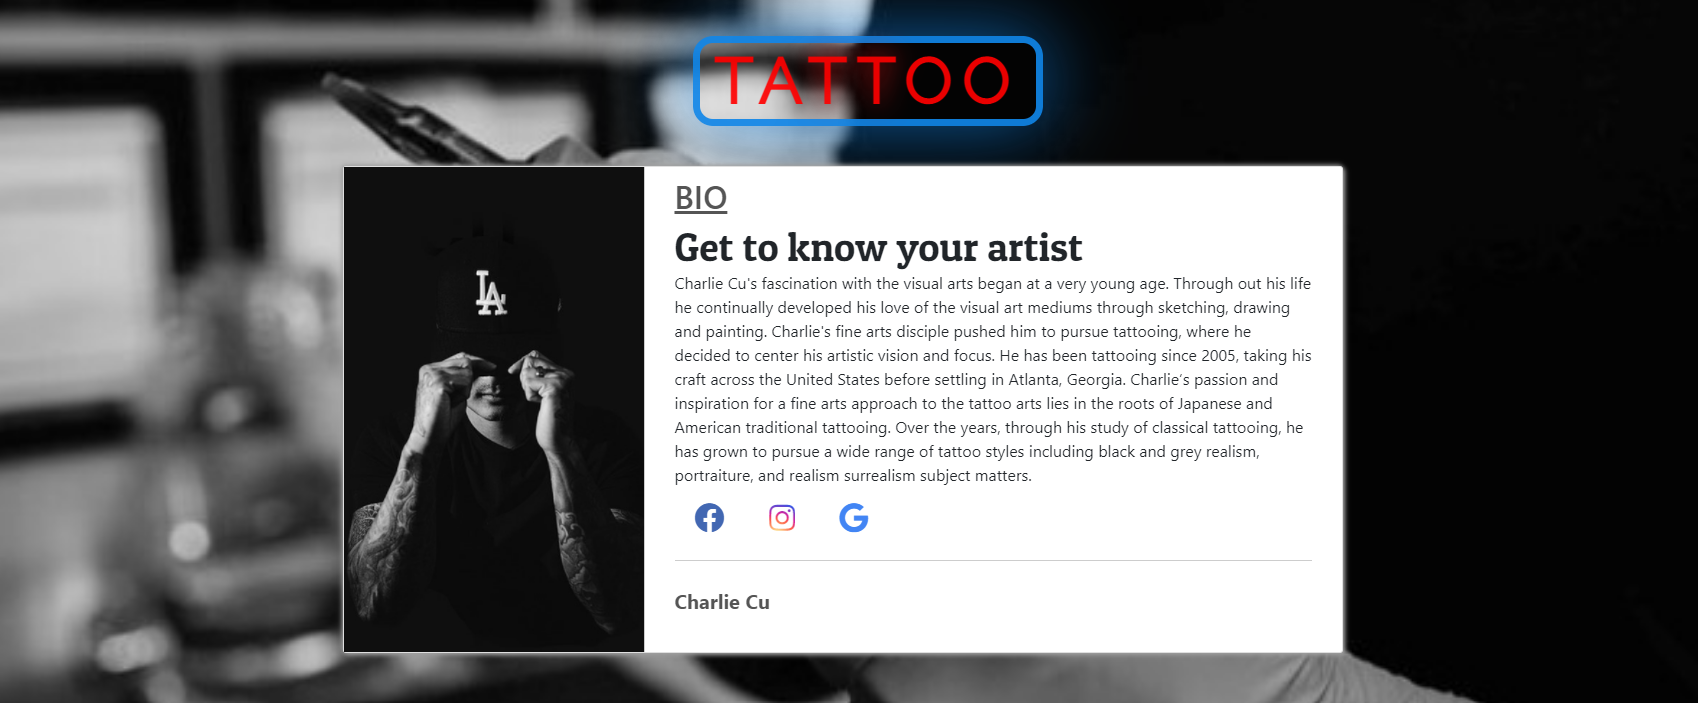 TATTOO
LA
BIO
Get to know your artist
Charlie Cu's fascination with the visual arts began at a very young age. Through out his life
he continually developed his love of the visual art mediums through sketching, drawing
and painting. Charlie's fine arts disciple pushed him to pursue tattooing, where he
decided to center his artistic vision and focus. He has been tattooing since 2005, taking his
craft across the United States before settling in Atlanta, Georgia. Charlie’s passion and
inspiration for a fine arts approach to the tattoo arts lies in the roots of Japanese and
American traditional tattooing. Over the years, through his study of classical tattooing, he
has grown to pursue a wide range of tattoo styles including black and grey realism,
portraiture, and realism surrealism subject matters.
Charlie Cu